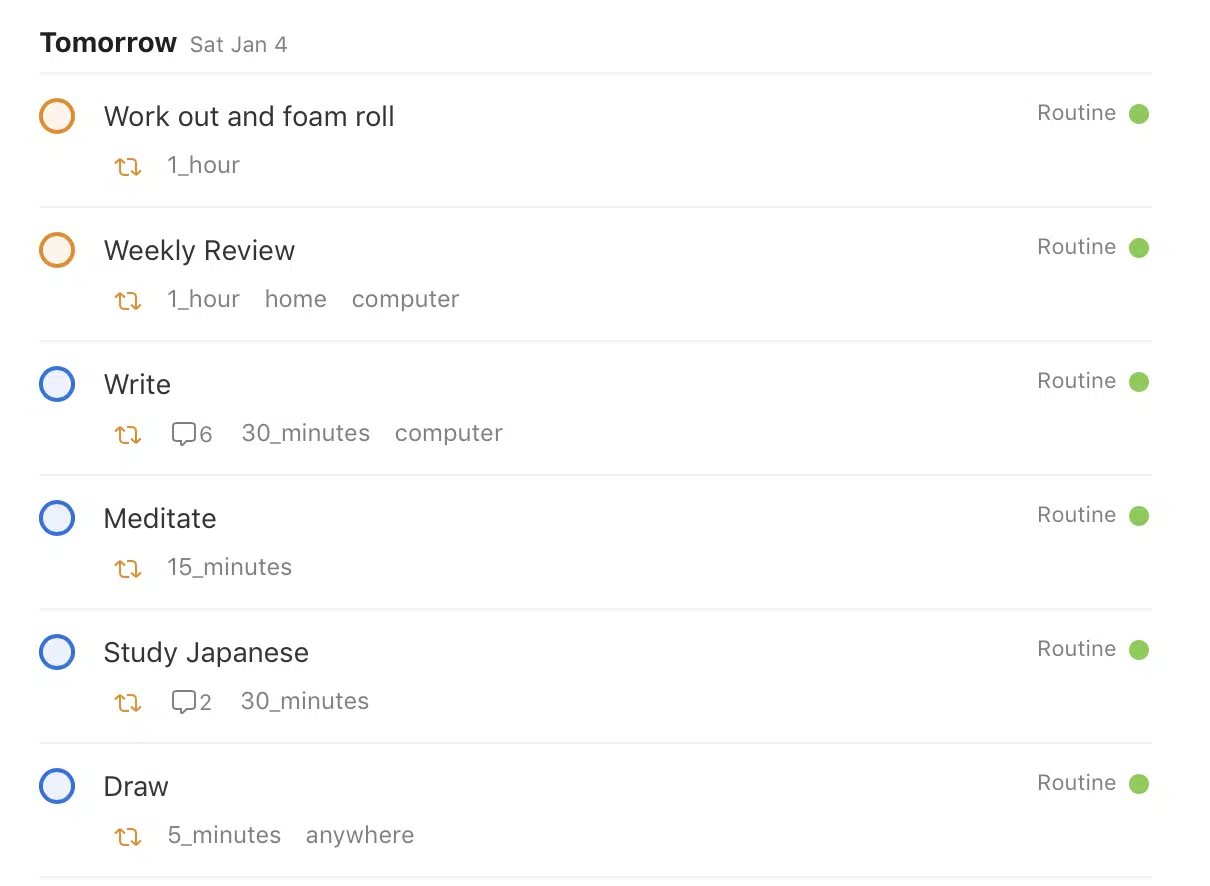 Tomorrow Sat Jan 4
Work out and foam roll Routine
1_hour
Weekly Review Routine
1_hour home computer
Write Routine
6 30_minutes computer
Meditate Routine
15_minutes
Study Japanese Routine
2 30_minutes
Draw Routine
5_minutes anywhere